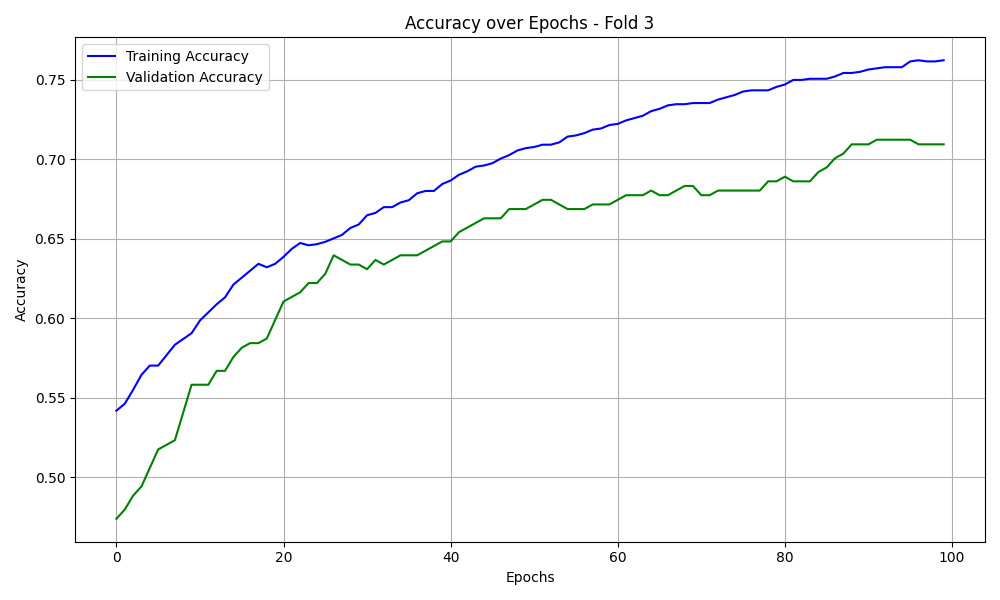 Accuracy over Epochs - Fold 3
Training Accuracy
Validation Accuracy
Accuracy
0.75
0.70
0.65
0.60
0.55
0.50
0 20 40 60 80 100
Epochs